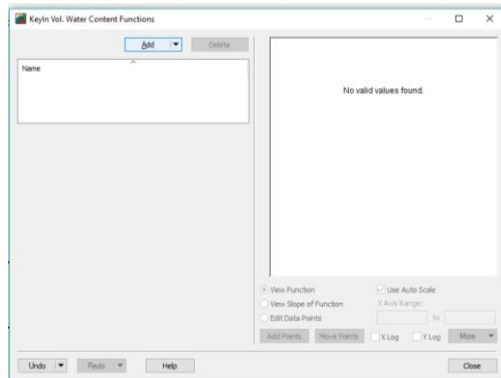 KeyIn Vol. Water Content Functions
Add
Delete
Name
No valid values found.
View Function
Use Auto Scale
View Slope of Function
X Axis Range:
Edit Data Points
to
Add Points
Move Points
X Log
Y Log
More
Undo
Redo
Help
Close